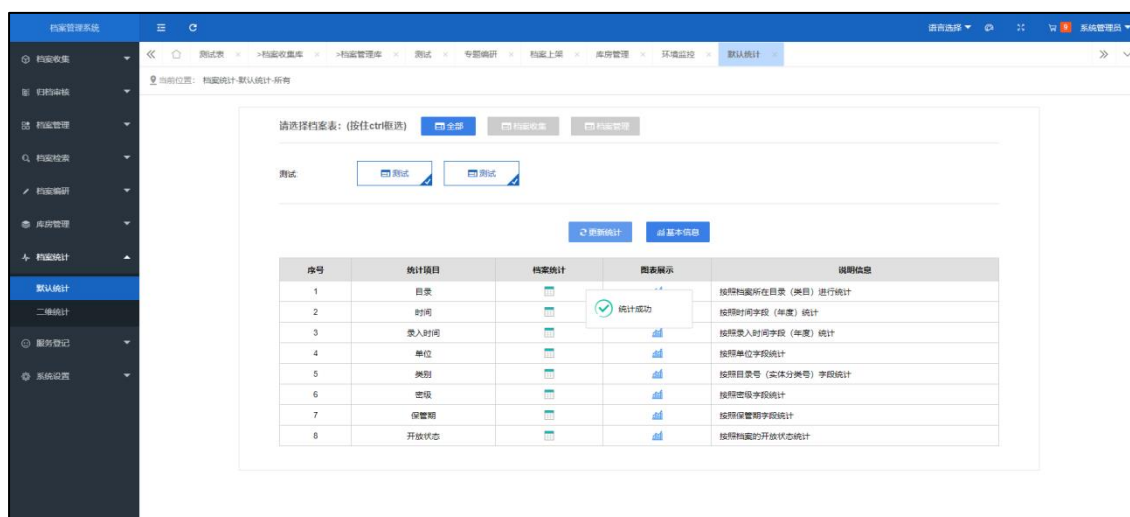 档案管理系统
语言选择
9
系统管理员
测试表
>档案收集库
>档案管理库
测试
专题编研
档案上架
库房管理
环境监控
默认统计
当前位置: 档案统计-默认统计-所有
档案收集
归档审核
档案管理
档案检索
档案编研
库房管理
档案统计
默认统计
二维统计
服务登记
系统设置
请选择档案表: (按住ctrl框选) 全部 档案收集 档案管理
测试 测试 测试
更新统计 基本信息
序号 统计项目 档案统计 图表展示 说明信息
1 目录 按照档案所在目录（类目）进行统计
统计成功
2 时间 按照时间字段（年度）统计
3 录入时间 按照录入时间字段（年度）统计
4 单位 按照单位字段统计
5 类别 按照目录号（实体分类号）字段统计
6 密级 按照密级字段统计
7 保管期 按照保管期字段统计
8 开放状态 按照档案的开放状态统计